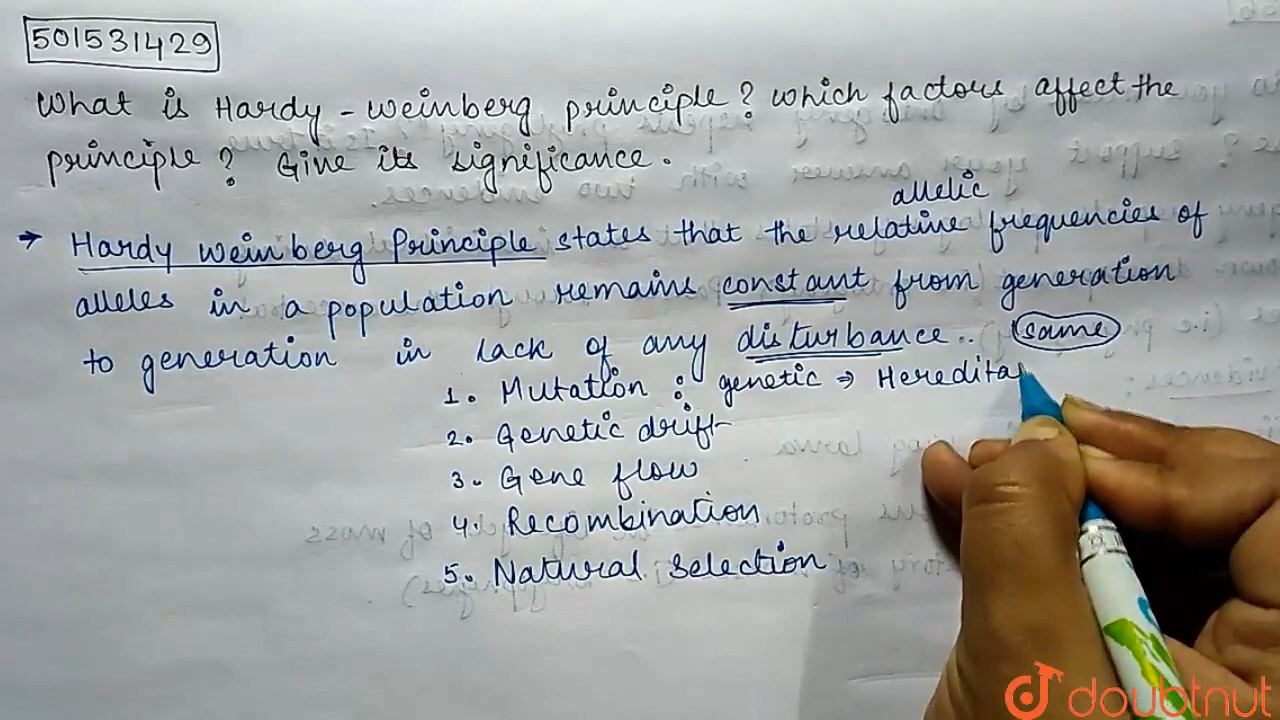 501531429
What is Hardy - Weinberg principle? Which factors affect the
principle? Give its significance.
allelic
→ Hardy Weinberg Principle states that the relative frequencies of
alleles in a population remains constant from generation
to generation in lack of any disturbance.. same
1. Mutation : genetic ⇒ Heredita
2. Genetic drift
3. Gene flow
4. Recombination
5. Natural Selection
doubtnut